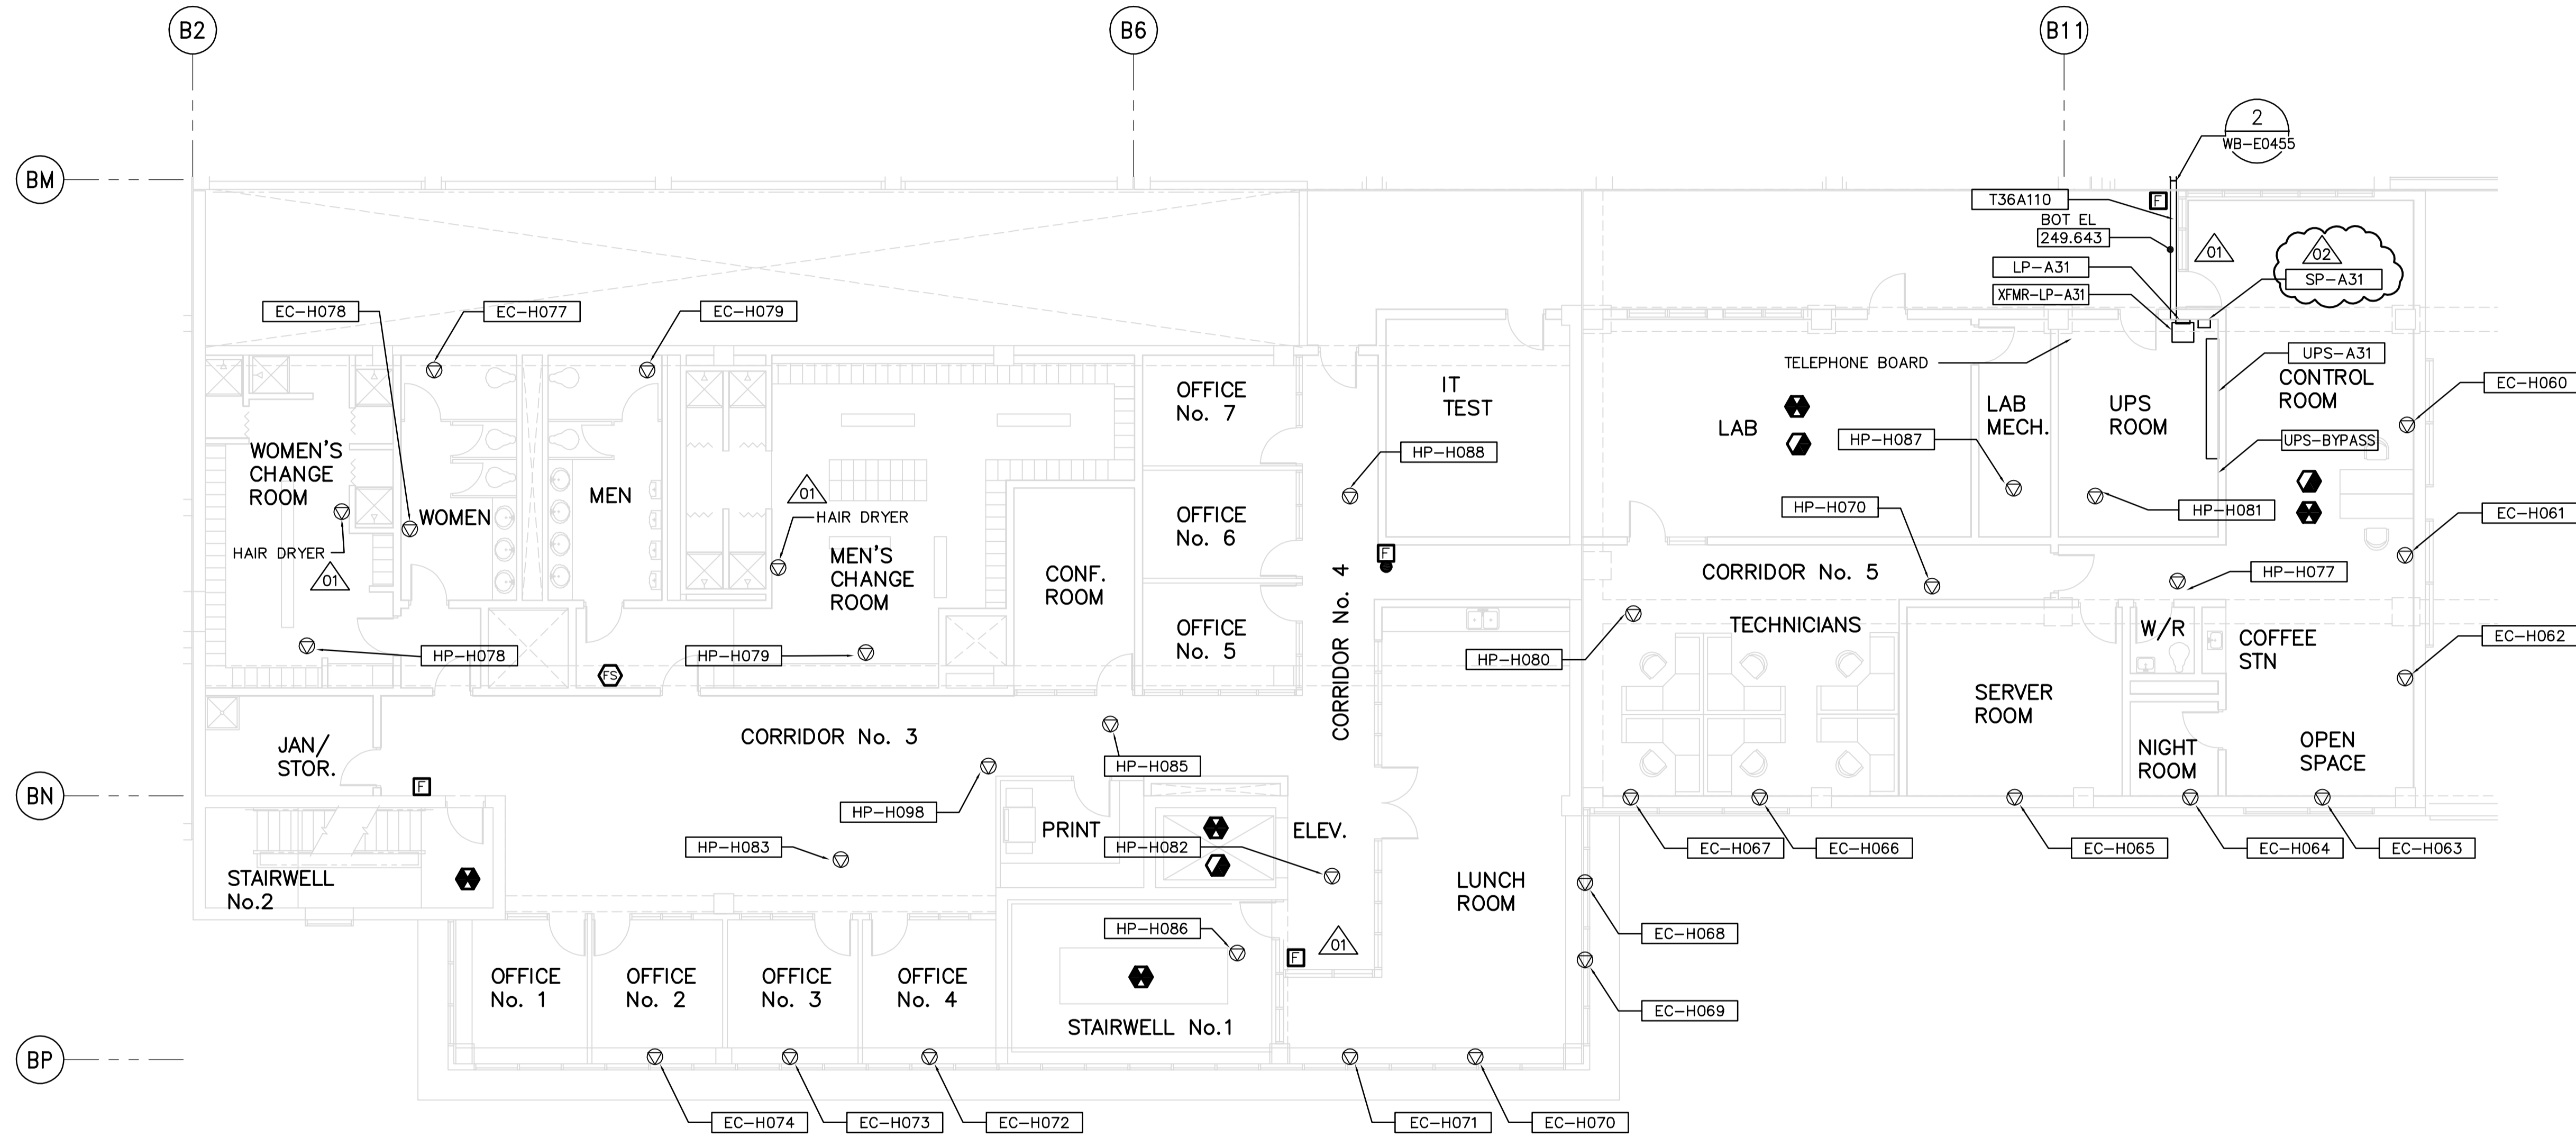 B2
B6
B11
2
WB-E0455
BM
T36A110
F
BOT EL
249.643
01
02
LP-A31
SP-A31
XFMR-LP-A31
EC-H078
EC-H077
EC-H079
TELEPHONE BOARD
UPS-A31
CONTROL
ROOM
EC-H060
OFFICE
No. 7
IT
TEST
LAB
LAB
MECH.
UPS
ROOM
HP-H087
UPS-BYPASS
HP-H088
WOMEN'S
CHANGE
ROOM
MEN
01
WOMEN
HAIR DRYER
HAIR DRYER
01
MEN'S
CHANGE
ROOM
CONF.
ROOM
OFFICE
No. 6
HP-H070
HP-H081
EC-H061
F
CORRIDOR No. 4
CORRIDOR No. 5
HP-H077
OFFICE
No. 5
TECHNICIANS
W/R
COFFEE
STN
EC-H062
HP-H078
HP-H079
HP-H080
FS
SERVER
ROOM
JAN/
STOR.
CORRIDOR No. 3
NIGHT
ROOM
OPEN
SPACE
HP-H085
F
BN
HP-H098
PRINT
ELEV.
HP-H083
HP-H082
EC-H067
EC-H066
EC-H065
EC-H064
EC-H063
STAIRWELL
No.2
LUNCH
ROOM
HP-H086
F
01
EC-H068
OFFICE
No. 1
OFFICE
No. 2
OFFICE
No. 3
OFFICE
No. 4
STAIRWELL No.1
EC-H069
BP
EC-H074
EC-H073
EC-H072
EC-H071
EC-H070